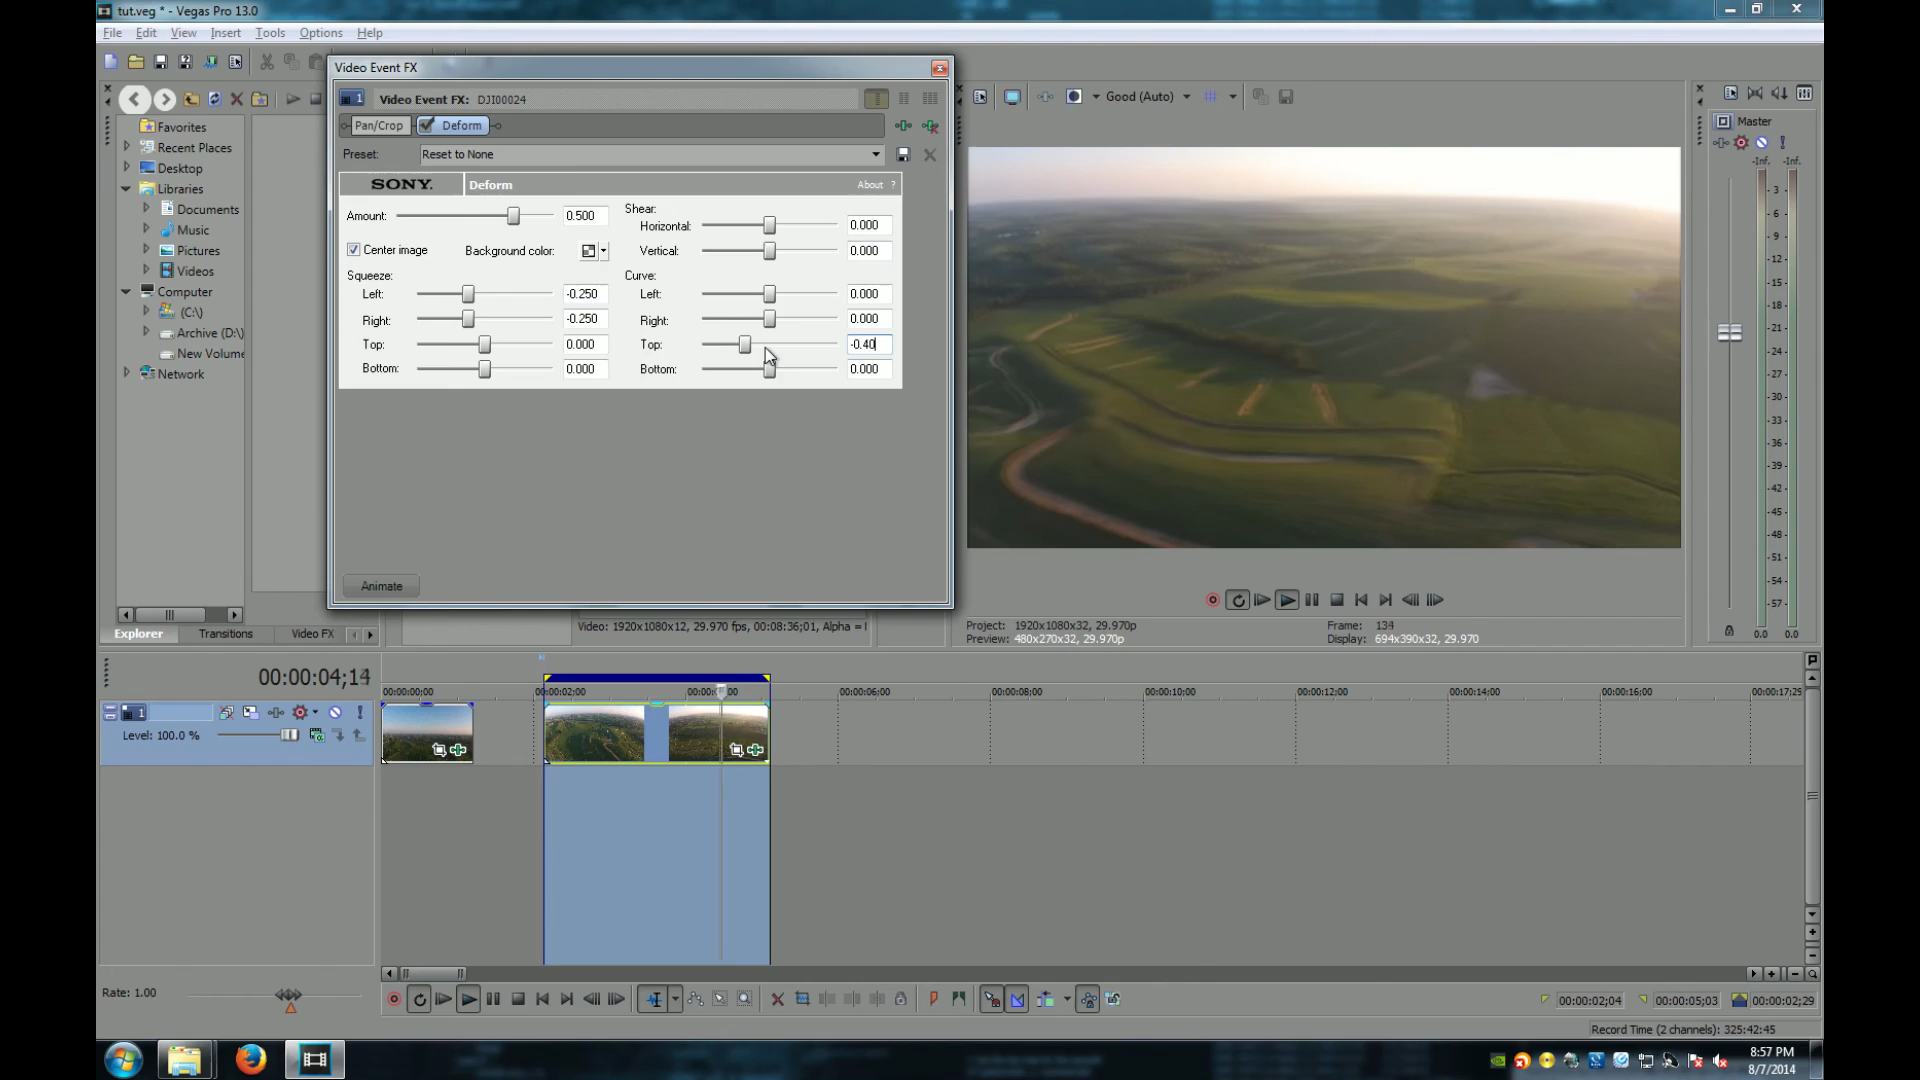 tut.veg * - Vegas Pro 13.0
File Edit View Insert Tools Options Help
Video Event FX
1 Video Event FX: DJI00024
Pan/Crop Deform
Preset: Reset to None
SONY. Deform About ?
Amount: 0.500
Shear:
Horizontal: 0.000
Center image Background color: Vertical: 0.000
Squeeze: Curve:
Left: -0.250 Left: 0.000
Right: -0.250 Right: 0.000
Top: 0.000 Top: -0.40
Bottom: 0.000 Bottom: 0.000
Animate
Favorites
Recent Places
Desktop
Libraries
Documents
Music
Pictures
Videos
Computer
(C:\)
Archive (D:\)
New Volume
Network
Explorer Transitions Video FX
Video: 1920x1080x12, 29.970 fps, 00:08:36;01, Alpha =
Good (Auto)
Project: 1920x1080x32, 29.970p Frame: 134
Preview: 480x270x32, 29.970p Display: 694x390x32, 29.970
Master
-Inf. -Inf.
3
6
9
-12
-15
-18
-21
-24
-27
-30
-33
-36
-39
-42
-45
-48
-51
-54
-57
0.0 0.0
00:00:04;14
00:00:00;00 00:00:02;00 00:00:06;00 00:00:08;00 00:00:10;00 00:00:12;00 00:00:14;00 00:00:16;00 00:00:17;29
1
Level: 100.0 %
Rate: 1.00
00:00:02;04 00:00:05;03 00:00:02;29
Record Time (2 channels): 325:42:45
8:57 PM
8/7/2014